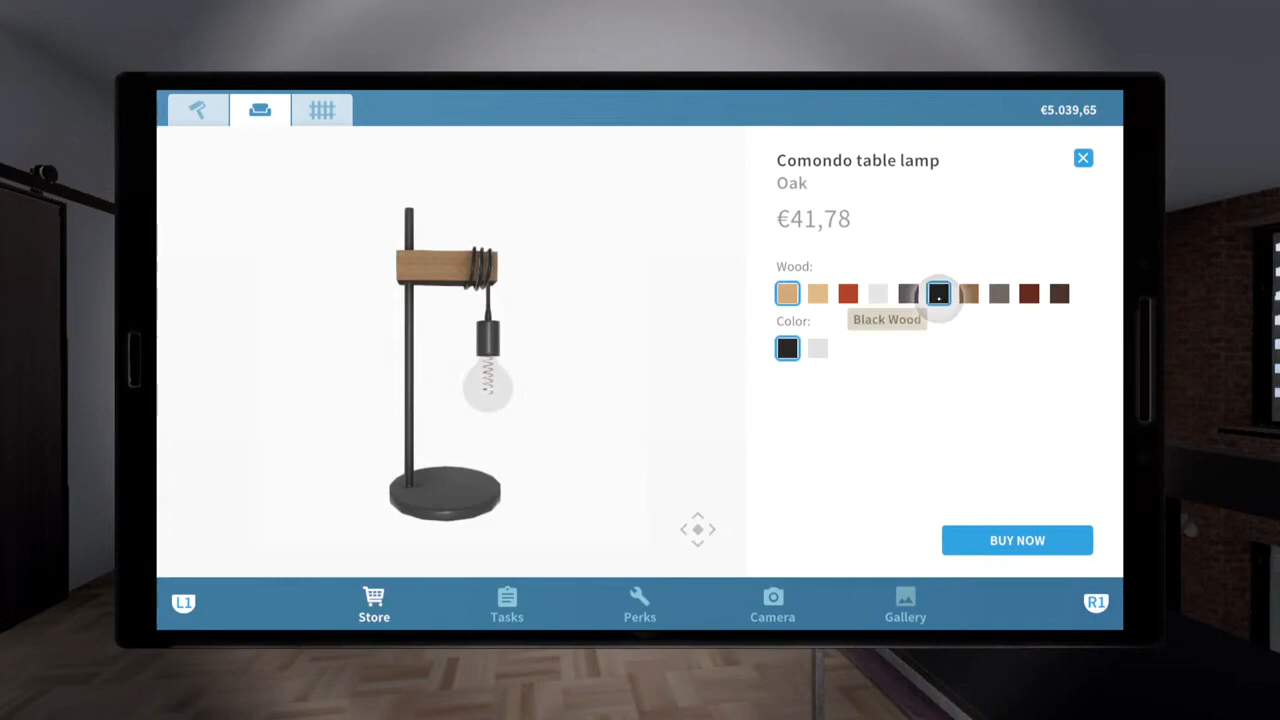 €5.039,65
Comondo table lamp
Oak
€41,78
Wood:
Black Wood
Color:
BUY NOW
L1
Store
Tasks
Perks
Camera
Gallery
R1